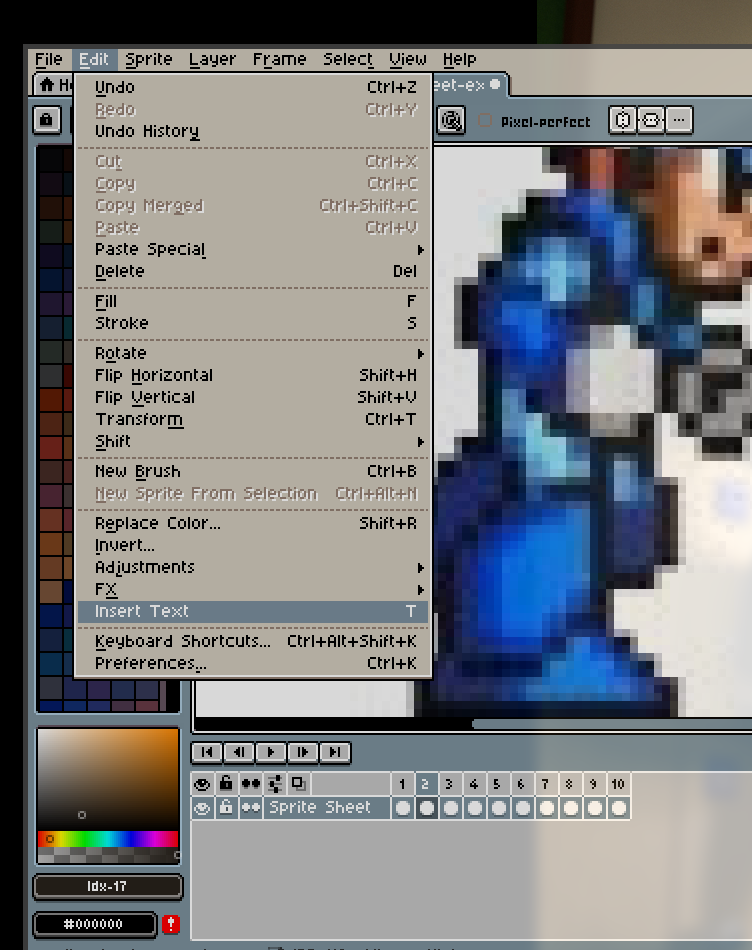 File Edit Sprite Layer Frame Select View Help
eet-ex
Undo Ctrl+Z
Redo Ctrl+Y
Undo History
Pixel-perfect
Cut Ctrl+X
Copy Ctrl+C
Copy Merged Ctrl+Shift+C
Paste Ctrl+V
Paste Special
Delete Del
Fill F
Stroke S
Rotate
Flip Horizontal Shift+H
Flip Vertical Shift+V
Transform Ctrl+T
Shift
New Brush Ctrl+B
New Sprite From Selection Ctrl+Alt+N
Replace Color... Shift+R
Invert...
Adjustments
FX
Insert Text T
Keyboard Shortcuts... Ctrl+Alt+Shift+K
Preferences... Ctrl+K
1 2 3 4 5 6 7 8 9 10
Sprite Sheet
Idx-17
#000000